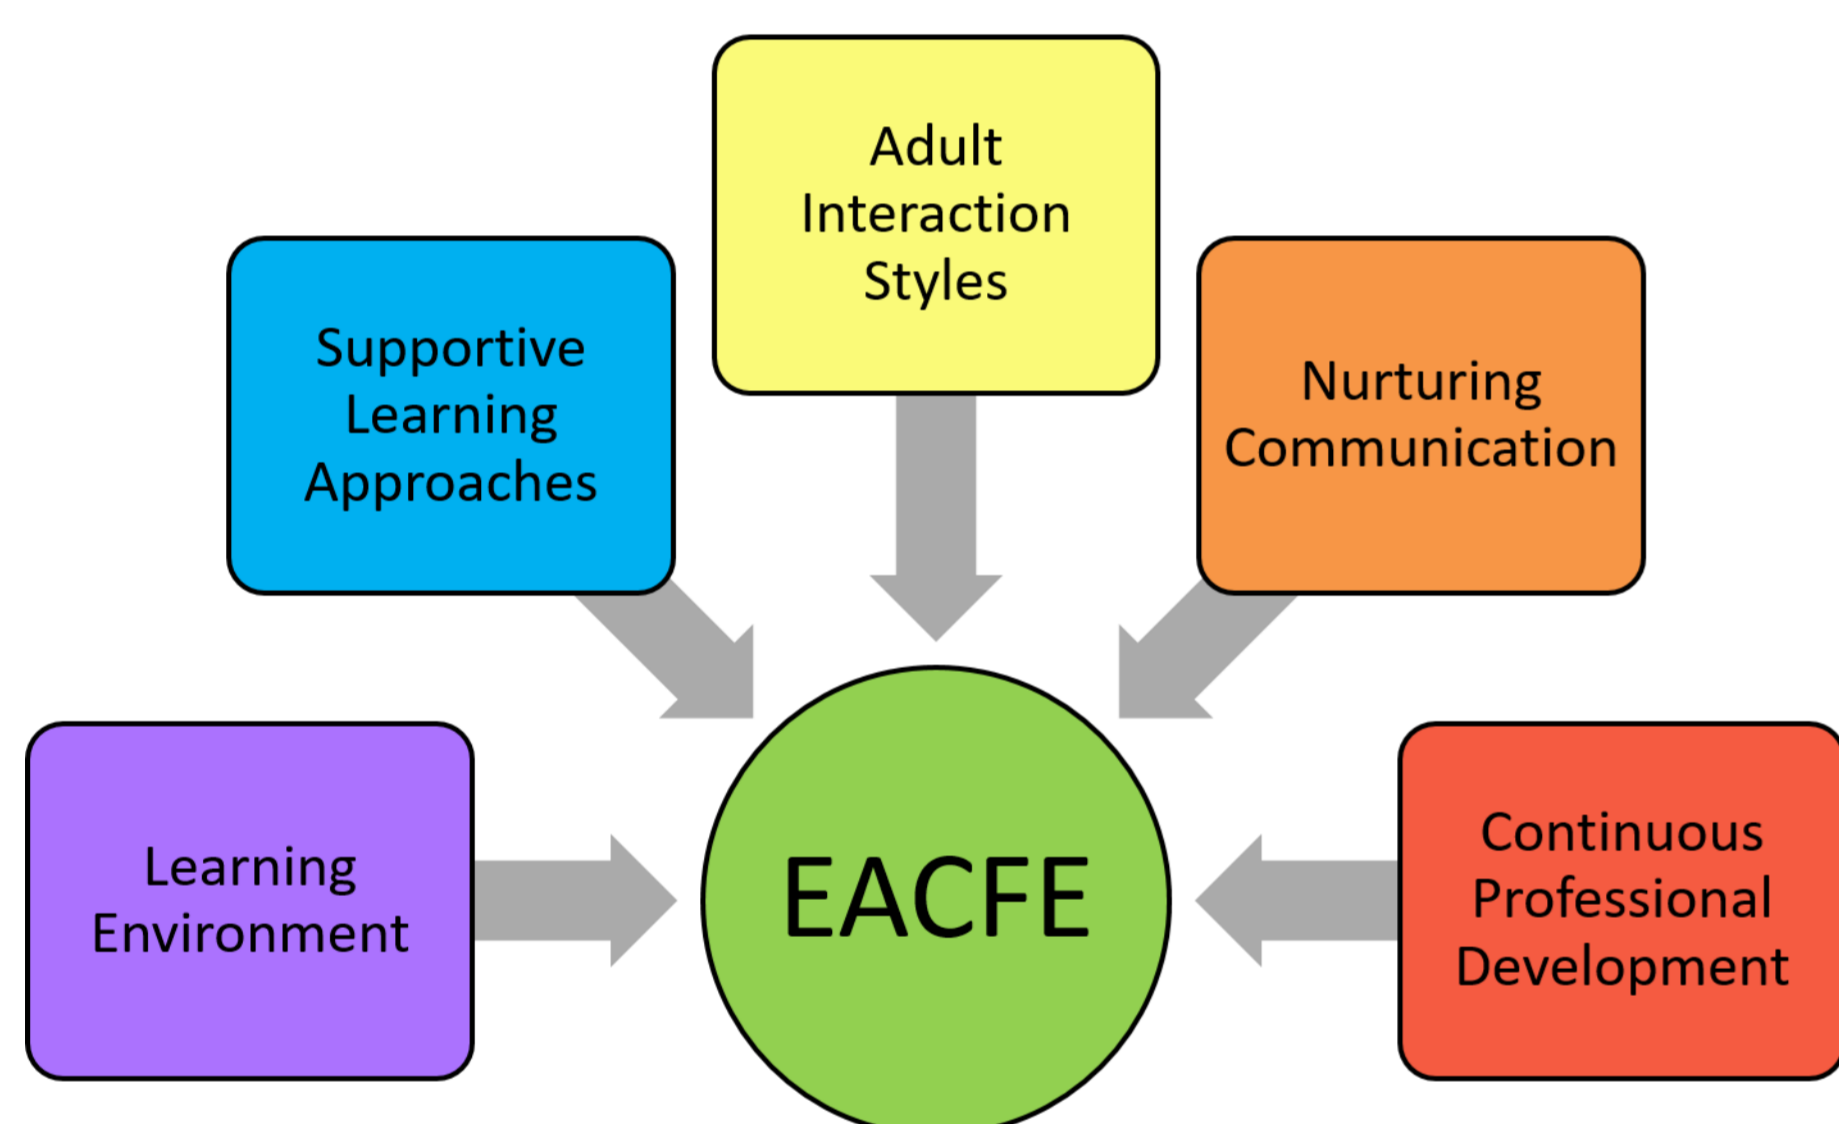 Adult
Interaction
Styles
Supportive
Learning
Approaches
Nurturing
Communication
Learning
Environment
EACFE
Continuous
Professional
Development